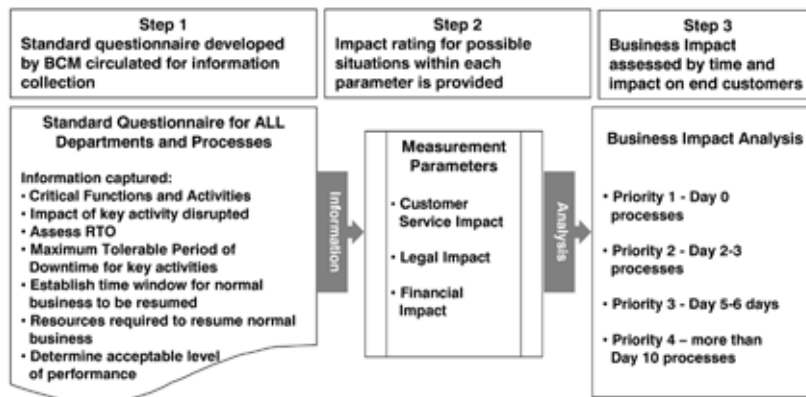 Step 1
Standard questionnaire developed
by BCM circulated for information
collection
Step 2
Impact rating for possible
situations within each
parameter is provided
Step 3
Business Impact
assessed by time and
impact on end customers
Standard Questionnaire for ALL
Departments and Processes
Information captured:
• Critical Functions and Activities
• Impact of key activity disrupted
• Assess RTO
• Maximum Tolerable Period of
Downtime for key activities
• Establish time window for normal
business to be resumed
• Resources required to resume normal
business
• Determine acceptable level
of performance
Information
Measurement
Parameters
• Customer
Service Impact
• Legal Impact
• Financial
Impact
Analysis
Business Impact Analysis
• Priority 1 - Day 0
processes
• Priority 2 - Day 2-3
processes
• Priority 3 - Day 5-6 days
• Priority 4 – more than
Day 10 processes